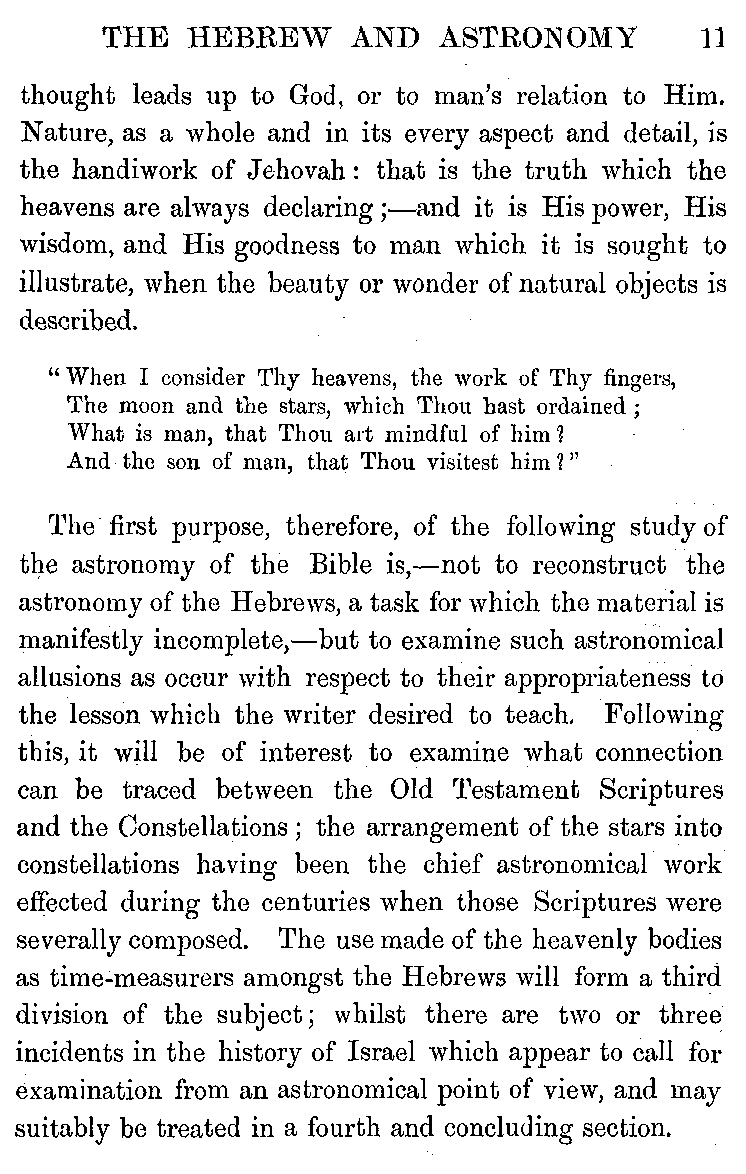 THE HEBREW AND ASTRONOMY 11
thought leads up to God, or to man's relation to Him.
Nature, as a whole and in its every aspect and detail, is
the handiwork of Jehovah : that is the truth which the
heavens are always declaring ;—and it is His power, His
wisdom, and His goodness to man which it is sought to
illustrate, when the beauty or wonder of natural objects is
described.
“ When I consider Thy heavens, the work of Thy fingers,
The moon and the stars, which Thou hast ordained ;
What is man, that Thou art mindful of him ?
And the son of man, that Thou visitest him ? ”
The first purpose, therefore, of the following study of
the astronomy of the Bible is,—not to reconstruct the
astronomy of the Hebrews, a task for which the material is
manifestly incomplete,—but to examine such astronomical
allusions as occur with respect to their appropriateness to
the lesson which the writer desired to teach. Following
this, it will be of interest to examine what connection
can be traced between the Old Testament Scriptures
and the Constellations ; the arrangement of the stars into
constellations having been the chief astronomical work
effected during the centuries when those Scriptures were
severally composed. The use made of the heavenly bodies
as time-measurers amongst the Hebrews will form a third
division of the subject ; whilst there are two or three
incidents in the history of Israel which appear to call for
examination from an astronomical point of view, and may
suitably be treated in a fourth and concluding section.